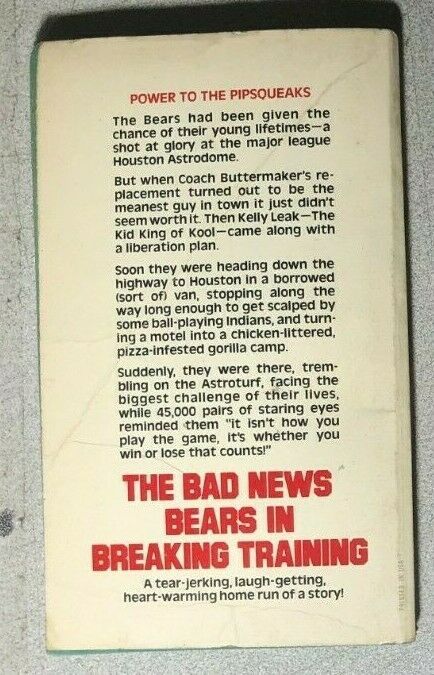 POWER TO THE PIPSQUEAKS
The Bears had been given the
chance of their young lifetimes—a
shot at glory at the major league
Houston Astrodome.
But when Coach Buttermaker's re-
placement turned out to be the
meanest guy in town it just didn't
seem worth it. Then Kelly Leak—The
Kid King of Kool—came along with
a liberation plan.
Soon they were heading down the
highway to Houston in a borrowed
(sort of) van, stopping along the
way long enough to get scalped by
some ball-playing Indians, and turn-
ing a motel into a chicken-littered,
pizza-infested gorilla camp.
Suddenly, they were there, trem-
bling on the Astroturf, facing the
biggest challenge of their lives,
while 45,000 pairs of staring eyes
reminded them "it isn't how you
play the game, it's whether you
win or lose that counts!"
THE BAD NEWS
BEARS IN
BREAKING TRAINING
A tear-jerking, laugh-getting,
heart-warming home run of a story!
PRINTED IN USA